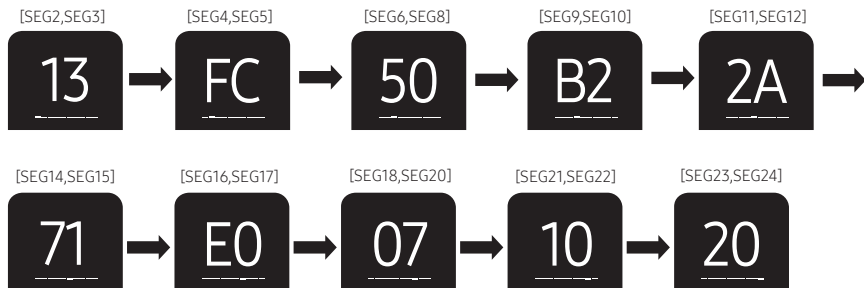 [SEG2,SEG3] [SEG4,SEG5] [SEG6,SEG8] [SEG9,SEG10] [SEG11,SEG12]
13 FC 50 B2 2A
[SEG14,SEG15] [SEG16,SEG17] [SEG18,SEG20] [SEG21,SEG22] [SEG23,SEG24]
71 E0 07 10 20